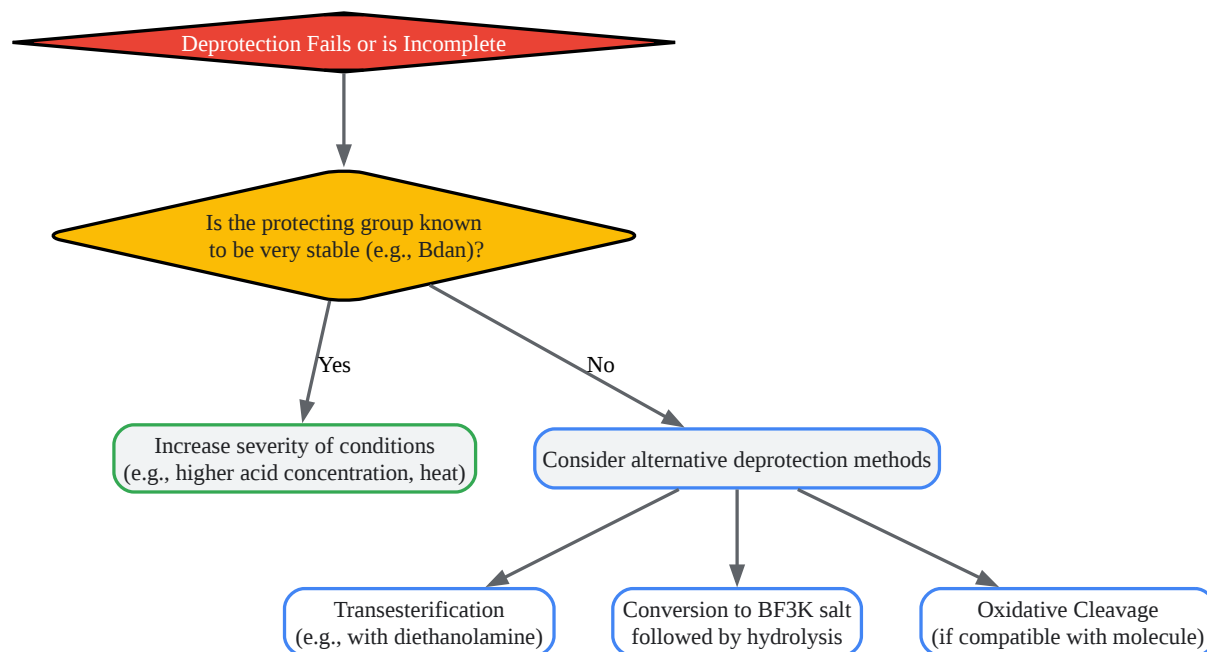 Deprotection Fails or is Incomplete
Is the protecting group known
to be very stable (e.g., Bdan)?
Yes
No
Increase severity of conditions
(e.g., higher acid concentration, heat)
Consider alternative deprotection methods
Transesterification
(e.g., with diethanolamine)
Conversion to BF3K salt
followed by hydrolysis
Oxidative Cleavage
(if compatible with molecule)